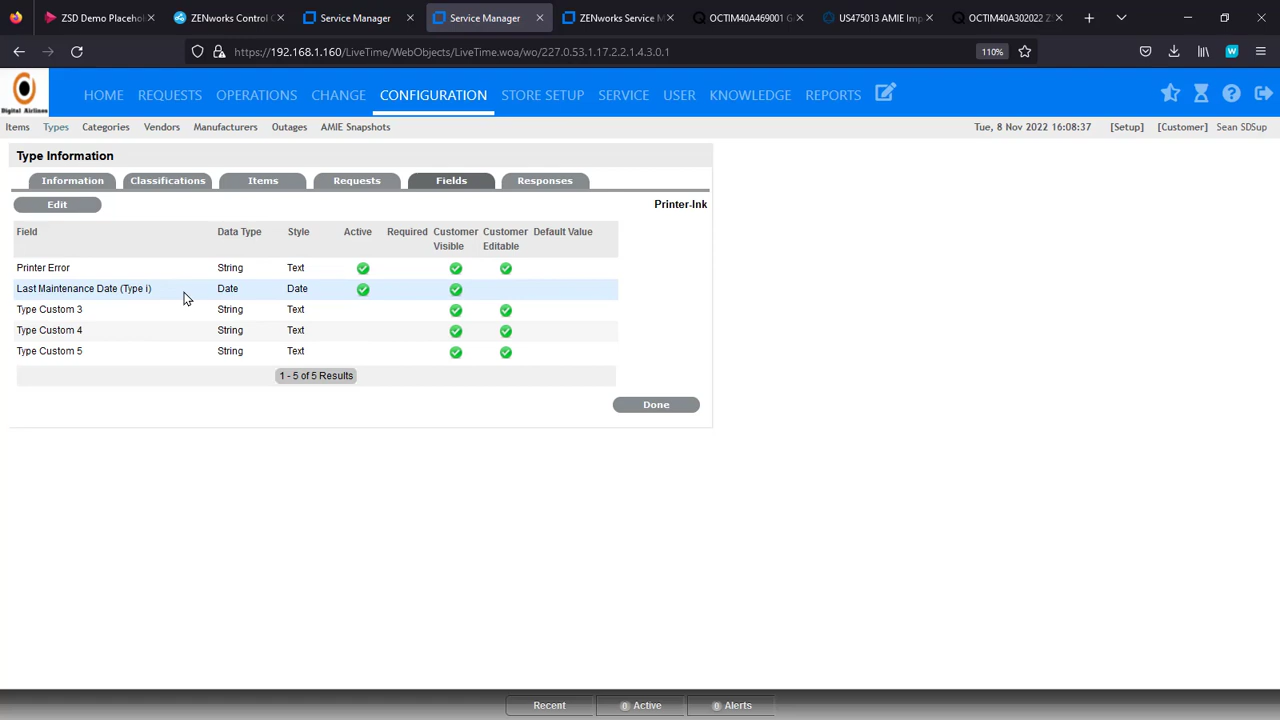 ZSD Demo Placehol
ZENworks Control C
Service Manager
Service Manager
ZENworks Service M
OCTIM40A469001 G
US475013 AMIE Imp
OCTIM40A302022 Z
https://192.168.1.160/LiveTime/WebObjects/LiveTime.woa/wo/227.0.53.1.17.2.2.1.4.3.0.1
110%
Digital Airlines
HOME REQUESTS OPERATIONS CHANGE CONFIGURATION STORE SETUP SERVICE USER KNOWLEDGE REPORTS
Items Types Categories Vendors Manufacturers Outages AMIE Snapshots
Tue, 8 Nov 2022 16:08:37 [Setup] [Customer] Sean SDSup
Type Information
Information Classifications Items Requests Fields Responses
Edit
Printer-Ink
Field Data Type Style Active Required Customer Visible Customer Editable Default Value
Printer Error String Text
Last Maintenance Date (Type i) Date Date
Type Custom 3 String Text
Type Custom 4 String Text
Type Custom 5 String Text
1 - 5 of 5 Results
Done
Recent
0 Active
0 Alerts